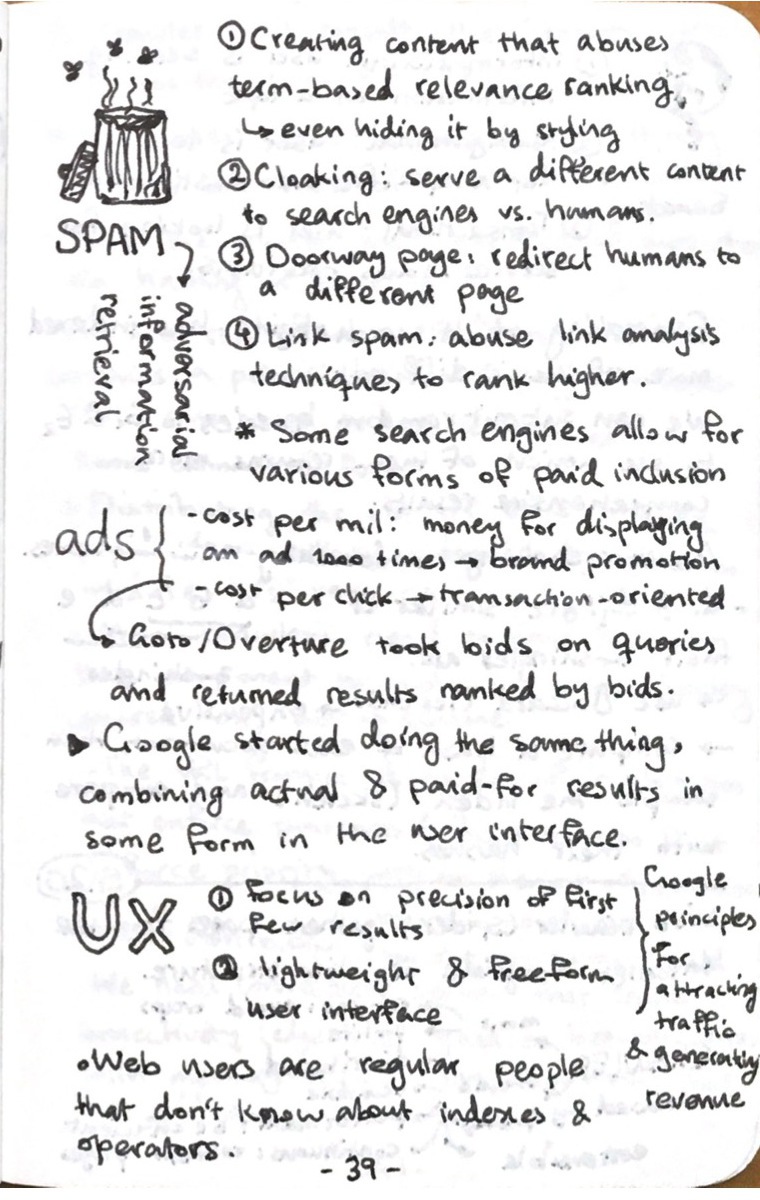 ① Creating content that abuses
term-based relevance ranking,
↳ even hiding it by styling
② Cloaking: serve a different content
to search engines vs. humans.
SPAM
adversarial
information
retrieval
③ Doorway page: redirect humans to
a different page
④ Link spam: abuse link analysis
techniques to rank higher.
* Some search engines allow for
various forms of paid inclusion
ads
- cost per mil: money for displaying
an ad 1000 times → brand promotion
- cost per click → transaction-oriented
→ Goto/Overture took bids on queries
and returned results ranked by bids.
▶ Google started doing the same thing,
combining actual & paid-for results in
some form in the user interface.
UX
① focus on precision of first
few results
② lightweight & freeform
user interface
Google
principles
for
attracting
traffic
& generating
revenue
• Web users are regular people
that don't know about indexes &
operators.
- 39 -